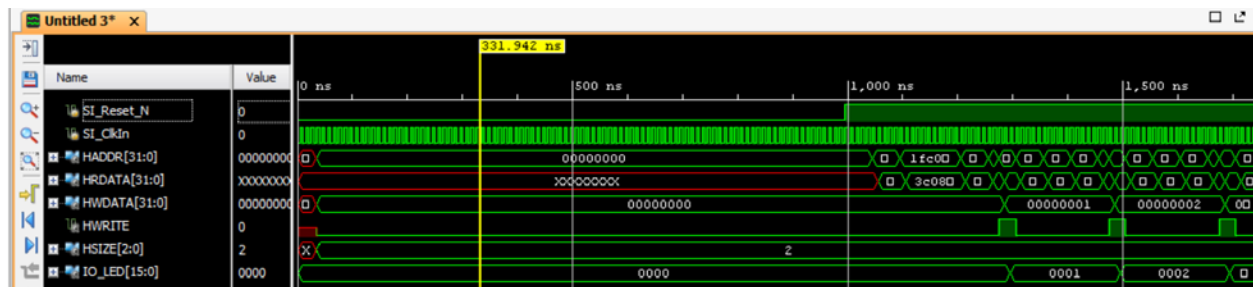 Untitled 3* X
331.942 ns
Name Value 0 ns 500 ns 1,000 ns 1,500 ns
SI_Reset_N 0
SI_ClkIn 0
HADDR[31:0] 00000000 00000000 1fc0
HRDATA[31:0] XXXXXXXX XXXXXXXX 3c080
HWDATA[31:0] 00000000 00000000 00000001 00000002 00
HWRITE 0
HSIZE[2:0] 2 X 2
IO_LED[15:0] 0000 0000 0001 0002